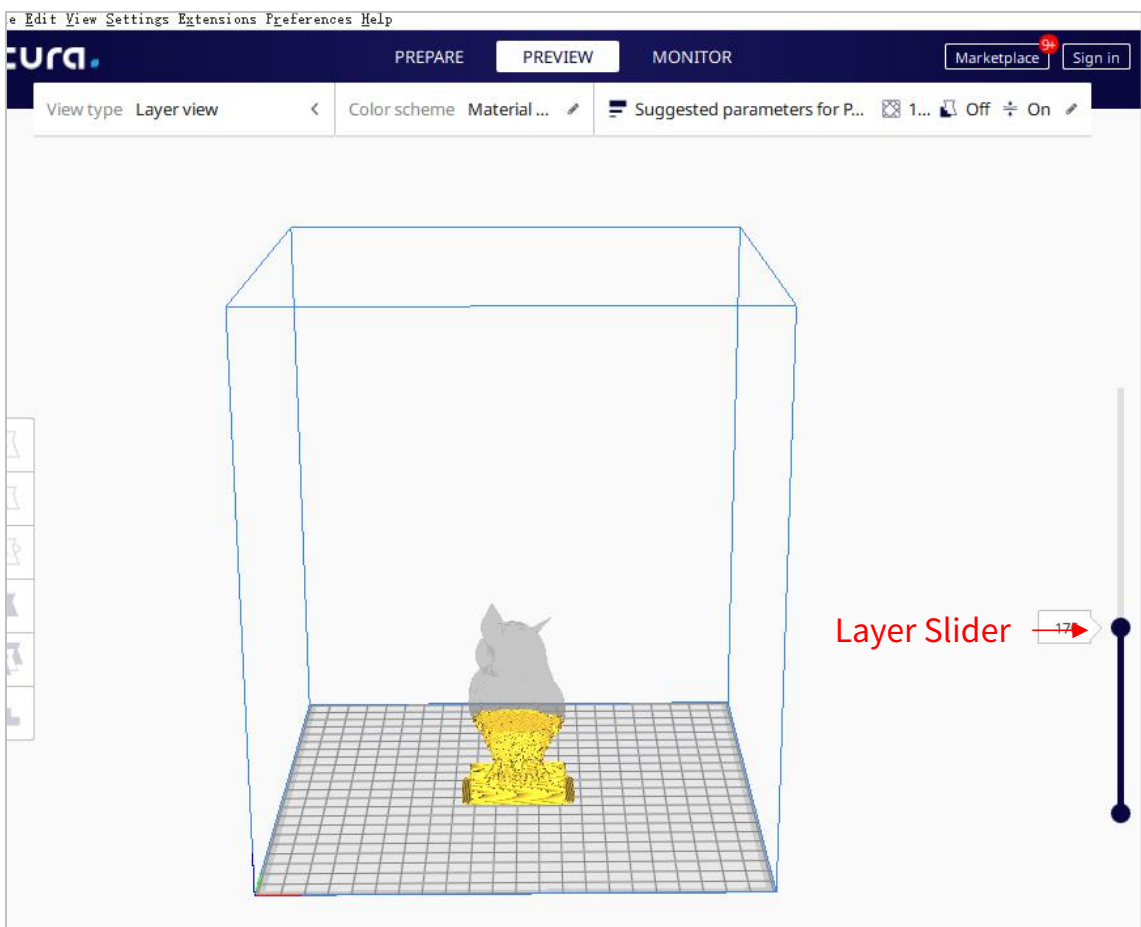 e Edit View Settings Extensions Preferences Help
cura.
PREPARE PREVIEW MONITOR
Marketplace 9+ Sign in
View type Layer view
Color scheme Material ...
Suggested parameters for P... 1... Off On
Layer Slider